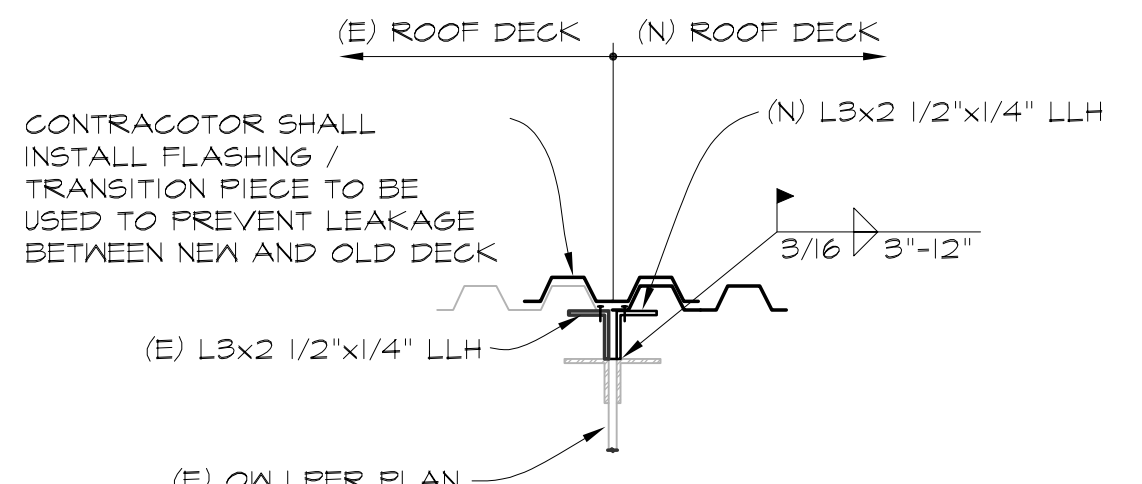 (E) ROOF DECK
(N) ROOF DECK
(N) L3x2 1/2"x1/4" LLH
CONTRACOTOR SHALL
INSTALL FLASHING /
TRANSITION PIECE TO BE
USED TO PREVENT LEAKAGE
BETWEEN NEW AND OLD DECK
3/16
3"-12"
(E) L3x2 1/2"x1/4" LLH
(E) OWJ PER PLAN